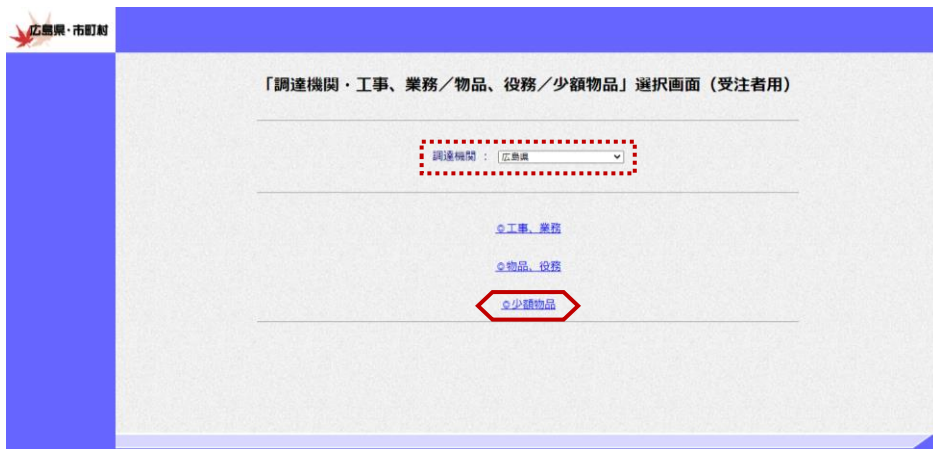 広島県・市町村
「調達機関・工事、業務／物品、役務／少額物品」選択画面（受注者用）
調達機関 ： 広島県
◎工事、業務
◎物品、役務
◎少額物品